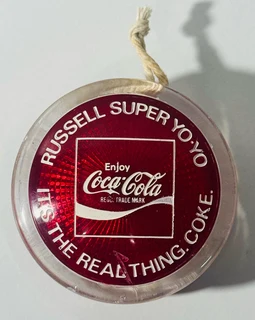 RUSSELL SUPER YO-YO
Enjoy
Coca-Cola
REG. TRADE MARK
IT'S THE REAL THING. COKE.